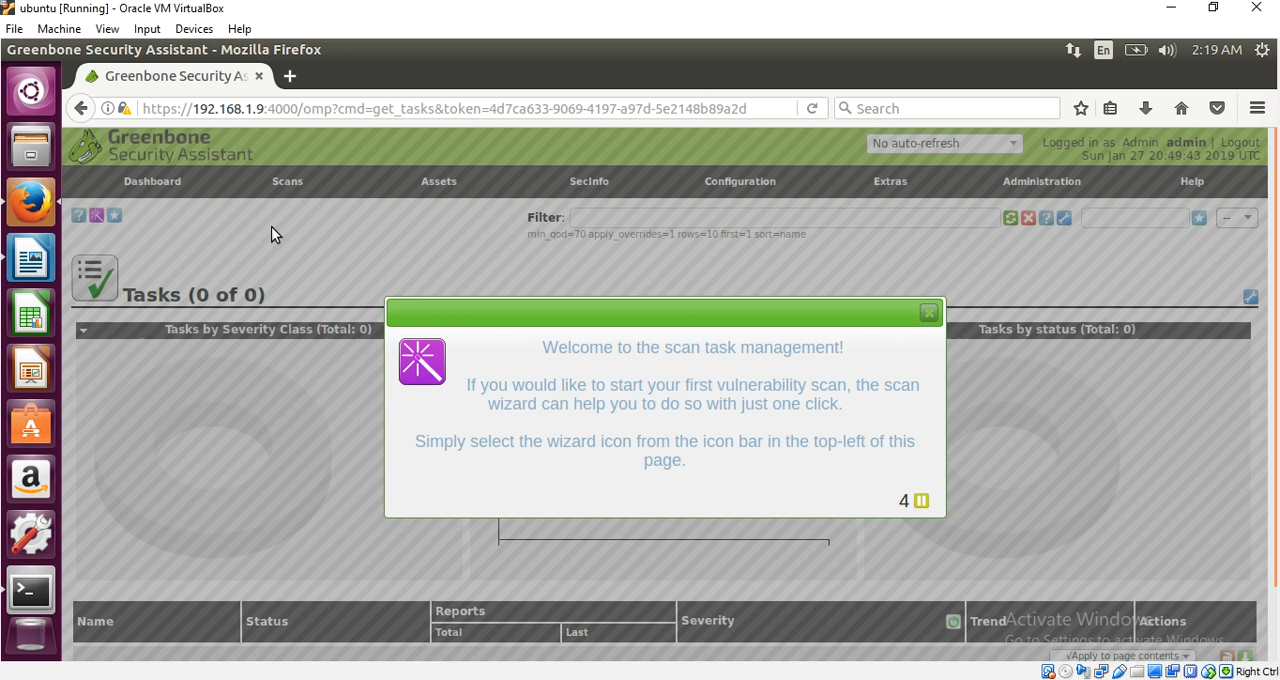 ubuntu [Running] - Oracle VM VirtualBox
File Machine View Input Devices Help
Greenbone Security Assistant - Mozilla Firefox
En
2:19 AM
Greenbone Security As
https://192.168.1.9:4000/omp?cmd=get_tasks&token=4d7ca633-9069-4197-a97d-5e2148b89a2d
Search
Greenbone
Security Assistant
No auto-refresh
Logged in as Admin admin | Logout
Sun Jan 27 20:49:43 2019 UTC
Dashboard Scans Assets SecInfo Configuration Extras Administration Help
Filter:
--
min_qod=70 apply_overrides=1 rows=10 first=1 sort=name
Tasks (0 of 0)
Tasks by Severity Class (Total: 0)
Tasks by status (Total: 0)
Welcome to the scan task management!
If you would like to start your first vulnerability scan, the scan
wizard can help you to do so with just one click.
Simply select the wizard icon from the icon bar in the top-left of this
page.
4
Name Status Reports Severity Trend Actions
Total Last
Activate Windows
Go to Settings to activate Windows.
√Apply to page contents
Right Ctrl